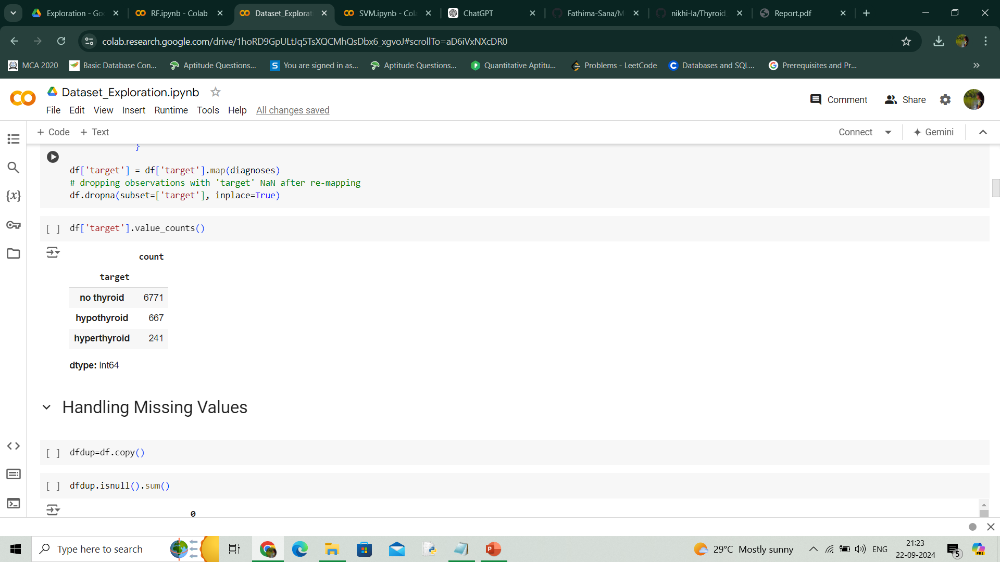 Exploration - Go
RF.ipynb - Colab
Dataset_Explorat
SVM.ipynb - Col
ChatGPT
Fathima-Sana/M
nikhi-la/Thyroid_
Report.pdf
colab.research.google.com/drive/1hoRD9GpULtJq5TsXQCMhQsDbx6_xgvoJ#scrollTo=aD6iVxNXcDR0
MCA 2020
Basic Database Con...
Aptitude Questions...
You are signed in as...
Aptitude Questions...
Quantitative Aptitu...
Problems - LeetCode
Databases and SQL...
Prerequisites and Pr...
Dataset_Exploration.ipynb
Comment
Share
File Edit View Insert Runtime Tools Help All changes saved
+ Code + Text
Connect
Gemini
}
df['target'] = df['target'].map(diagnoses)
# dropping observations with 'target' NaN after re-mapping
df.dropna(subset=['target'], inplace=True)
[ ] df['target'].value_counts()
count
target
no thyroid 6771
hypothyroid 667
hyperthyroid 241
dtype: int64
Handling Missing Values
[ ] dfdup=df.copy()
[ ] dfdup.isnull().sum()
0
Type here to search
29°C Mostly sunny
ENG
21:23
22-09-2024
5
PRE